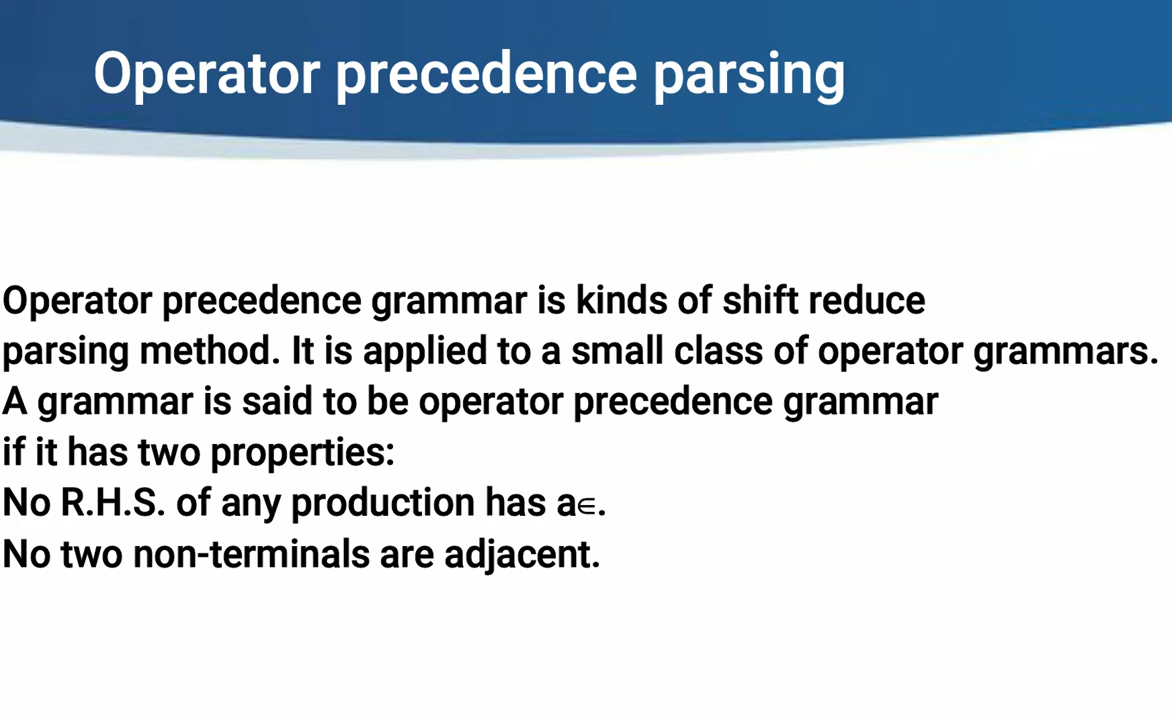 Operator precedence parsing
Operator precedence grammar is kinds of shift reduce
parsing method. It is applied to a small class of operator grammars.
A grammar is said to be operator precedence grammar
if it has two properties:
No R.H.S. of any production has a∈.
No two non-terminals are adjacent.